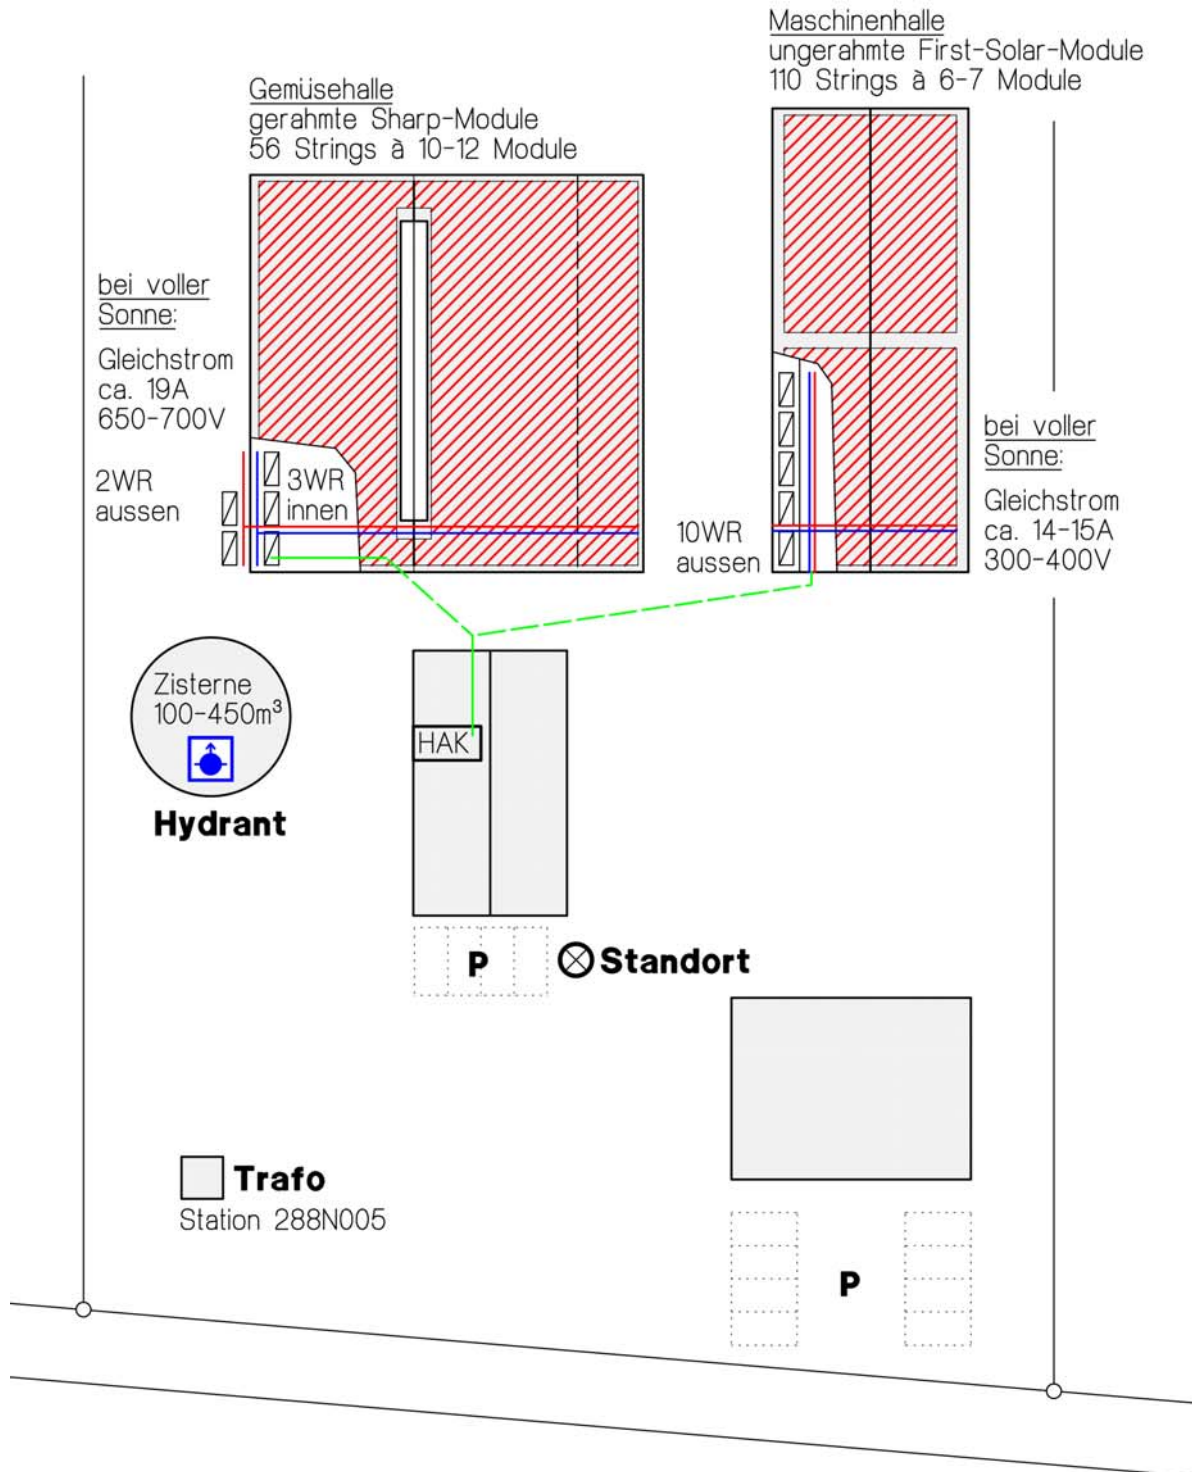 Maschinenhalle
ungerahmte First-Solar-Module
110 Strings à 6-7 Module
Gemüsehalle
gerahmte Sharp-Module
56 Strings à 10-12 Module
bei voller
Sonne:
Gleichstrom
ca. 19A
650-700V
2WR
aussen
3WR
innen
10WR
aussen
bei voller
Sonne:
Gleichstrom
ca. 14-15A
300-400V
Zisterne
100-450m³
Hydrant
HAK
P
Standort
Trafo
Station 288N005
P